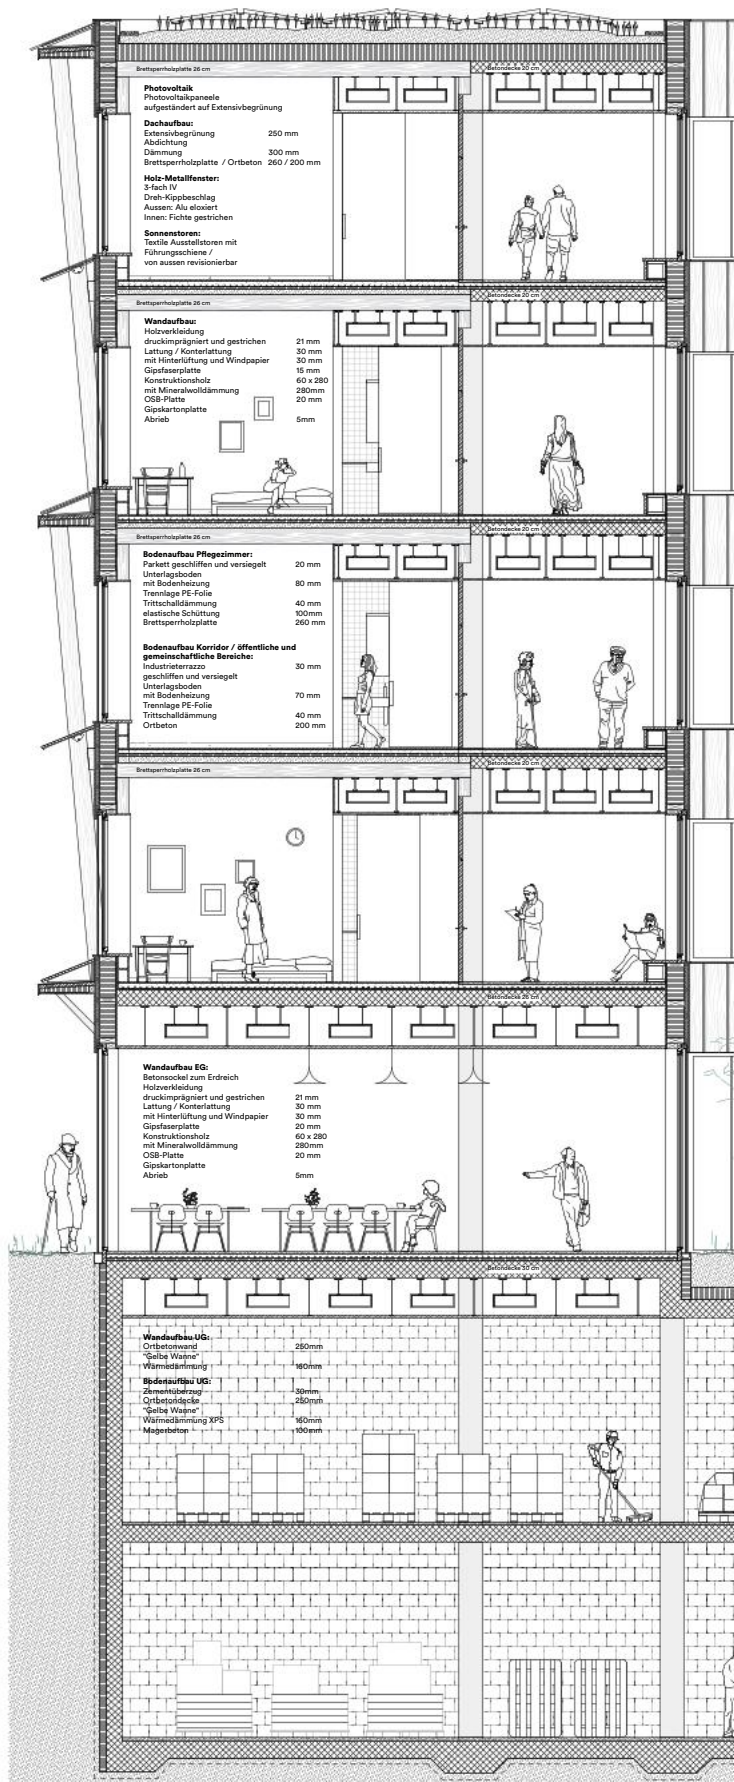 Brettsperrholzplatte 26 cm
Betondecke 20 cm
Photovoltaik
Photovoltaikpaneele
aufgeständert auf Extensivbegrünung
Dachaufbau:
Extensivbegrünung 250 mm
Abdichtung
Dämmung 300 mm
Brettsperrholzplatte / Ortbeton 260 / 200 mm
Holz-Metallfenster:
3-fach IV
Dreh-Kippbeschlag
Aussen: Alu eloxiert
Innen: Fichte gestrichen
Sonnenstoren:
Textile Ausstellstoren mit
Führungsschiene /
von aussen revisionierbar
Brettsperrholzplatte 26 cm
Betondecke 20 cm
Wandaufbau:
Holzverkleidung
druckimprägniert und gestrichen 21 mm
Lattung / Konterlattung 30 mm
mit Hinterlüftung und Windpapier 30 mm
Gipsfaserplatte 15 mm
Konstruktionsholz 60 x 280
mit Mineralwolldämmung 280mm
OSB-Platte 20 mm
Gipskartonplatte
Abrieb 5mm
Brettsperrholzplatte 26 cm
Betondecke 20 cm
Bodenaufbau Pflegezimmer:
Parkett geschliffen und versiegelt 20 mm
Unterlagsboden
mit Bodenheizung 80 mm
Trennlage PE-Folie
Trittschalldämmung 40 mm
elastische Schüttung 100mm
Brettsperrholzplatte 260 mm
Bodenaufbau Korridor / öffentliche und
gemeinschaftliche Bereiche:
Industrieterrazzo 30 mm
geschliffen und versiegelt
Unterlagsboden
mit Bodenheizung 70 mm
Trennlage PE-Folie
Trittschalldämmung 40 mm
Ortbeton 200 mm
Brettsperrholzplatte 26 cm
Betondecke 20 cm
Betondecke 26 cm
Wandaufbau EG:
Betonsockel zum Erdreich
Holzverkleidung
druckimprägniert und gestrichen 21 mm
Lattung / Konterlattung 30 mm
mit Hinterlüftung und Windpapier 30 mm
Gipsfaserplatte 20 mm
Konstruktionsholz 60 x 280
mit Mineralwolldämmung 280mm
OSB-Platte 20 mm
Gipskartonplatte
Abrieb 5mm
Betondecke 30 cm
Wandaufbau UG:
Ortbetonwand 250mm
"Gelbe Wanne"
Wärmedämmung 160mm
Bodenaufbau UG:
Zementüberzug 30mm
Ortbetondecke 250mm
"Gelbe Wanne"
Wärmedämmung XPS 160mm
Magerbeton 100mm